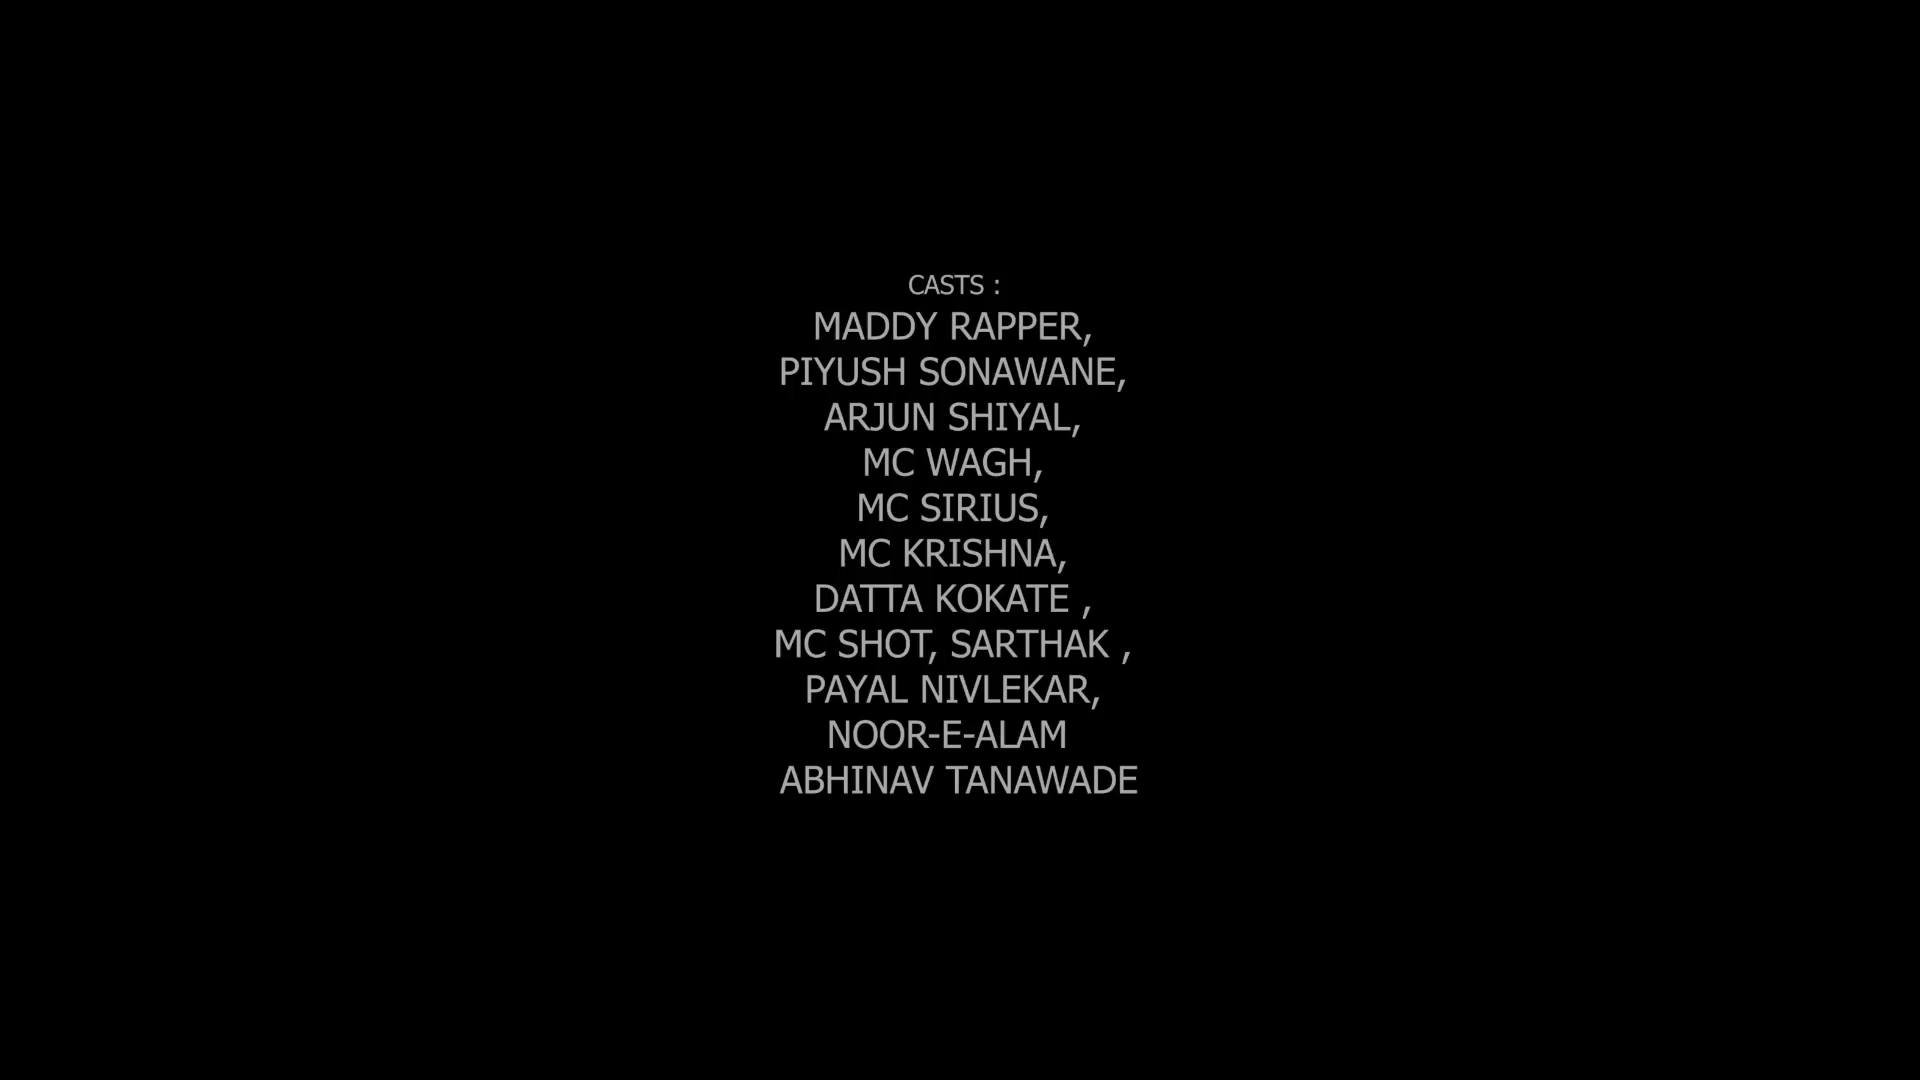 CASTS :
MADDY RAPPER,
PIYUSH SONAWANE,
ARJUN SHIYAL,
MC WAGH,
MC SIRIUS,
MC KRISHNA,
DATTA KOKATE ,
MC SHOT, SARTHAK ,
PAYAL NIVLEKAR,
NOOR-E-ALAM
ABHINAV TANAWADE